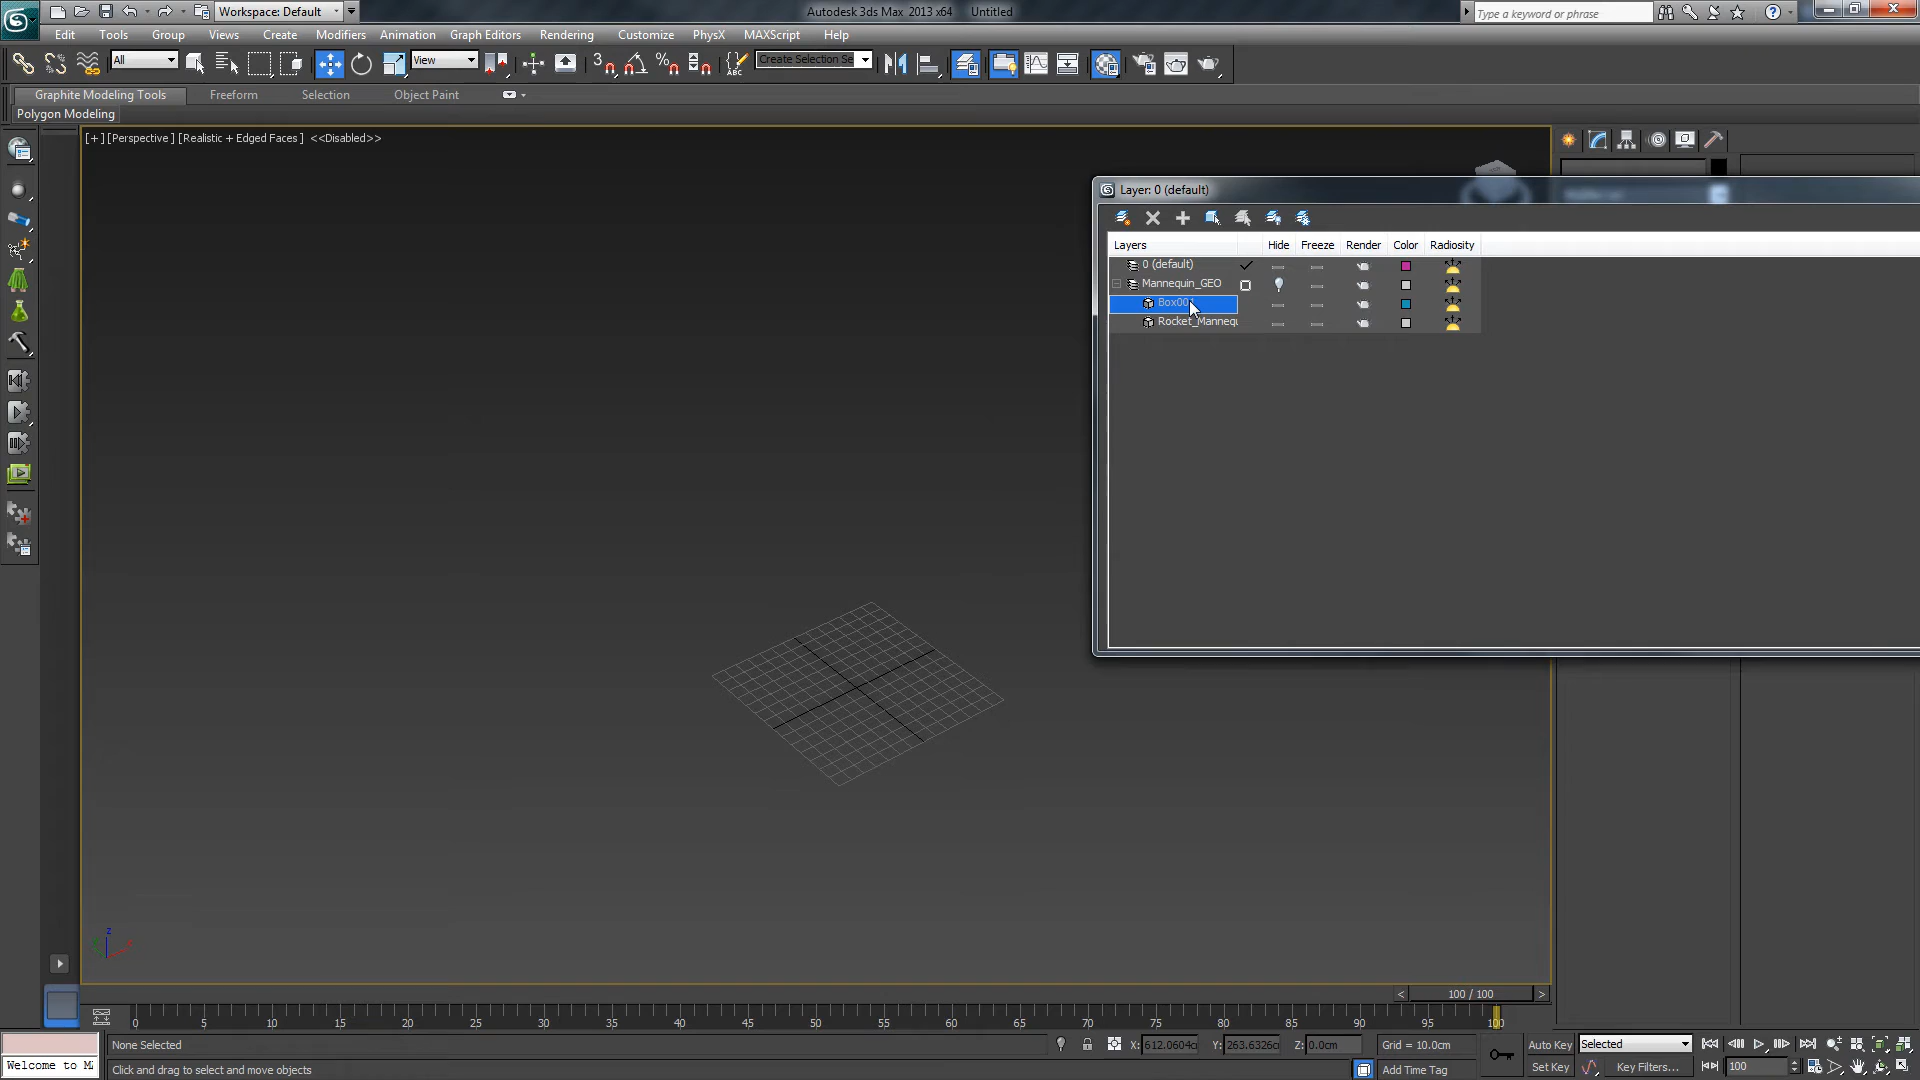 Workspace: Default
Autodesk 3ds Max 2013 x64 Untitled
Type a keyword or phrase
Edit Tools Group Views Create Modifiers Animation Graph Editors Rendering Customize PhysX MAXScript Help
All
View
3
Create Selection Se
ABC
Graphite Modeling Tools Freeform Selection Object Paint
Polygon Modeling
[+] [Perspective] [Realistic + Edged Faces] <<Disabled>>
Layer: 0 (default)
Layers Hide Freeze Render Color Radiosity
0 (default)
Mannequin_GEO
Box001
Rocket_Mannequ
z
< 100 / 100 >
0 5 10 15 20 25 30 35 40 45 50 55 60 65 70 75 80 85 90 95 100
None Selected
X: 612.0604c Y: 263.6326c Z: 0.0cm Grid = 10.0cm
Auto Key Selected
Welcome to M
Click and drag to select and move objects
Add Time Tag
Set Key Key Filters... 100